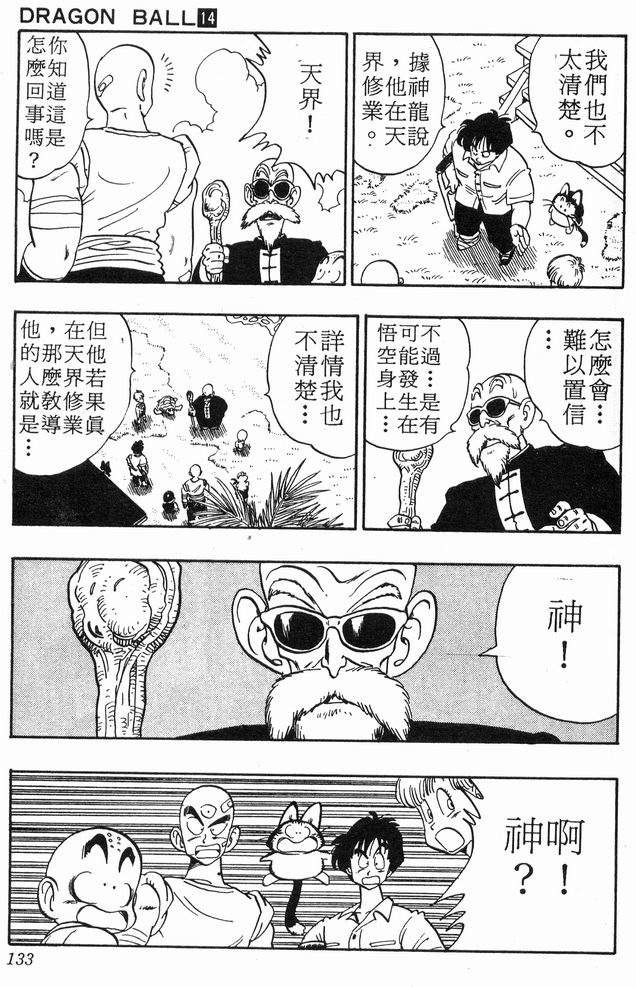 DRAGON BALL 14
我們也不
太清楚。
據神龍說
，他在天
界修業。
天界！
你知道這是
怎麼回事嗎？
怎麼會…
難以置信
…
不過…是有
可能發生在
悟空身上…
詳情我也
不清楚…
但他若果真
在天界修業
，那麼教導
他的人就是…
神！
啊！
神？
133